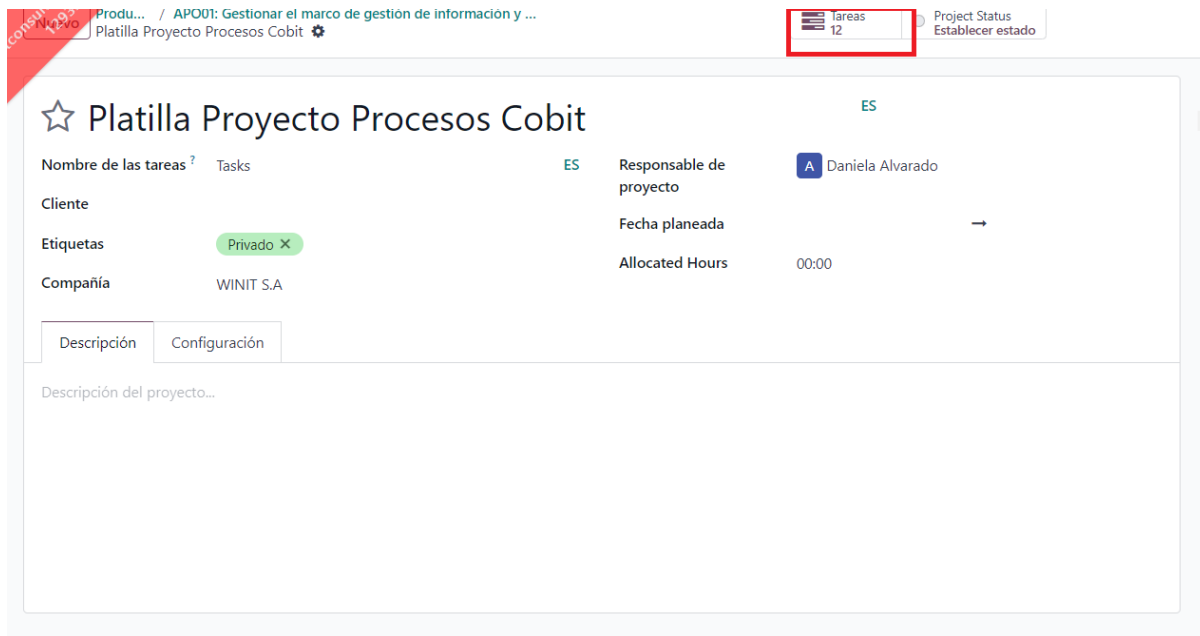 Nuevo
Produ... / APO01: Gestionar el marco de gestión de información y ...
Platilla Proyecto Procesos Cobit
Tareas
12
Project Status
Establecer estado
Platilla Proyecto Procesos Cobit
ES
Nombre de las tareas ? Tasks ES
Responsable de proyecto A Daniela Alvarado
Cliente
Fecha planeada →
Etiquetas Privado ✕
Allocated Hours 00:00
Compañía WINIT S.A
Descripción Configuración
Descripción del proyecto...